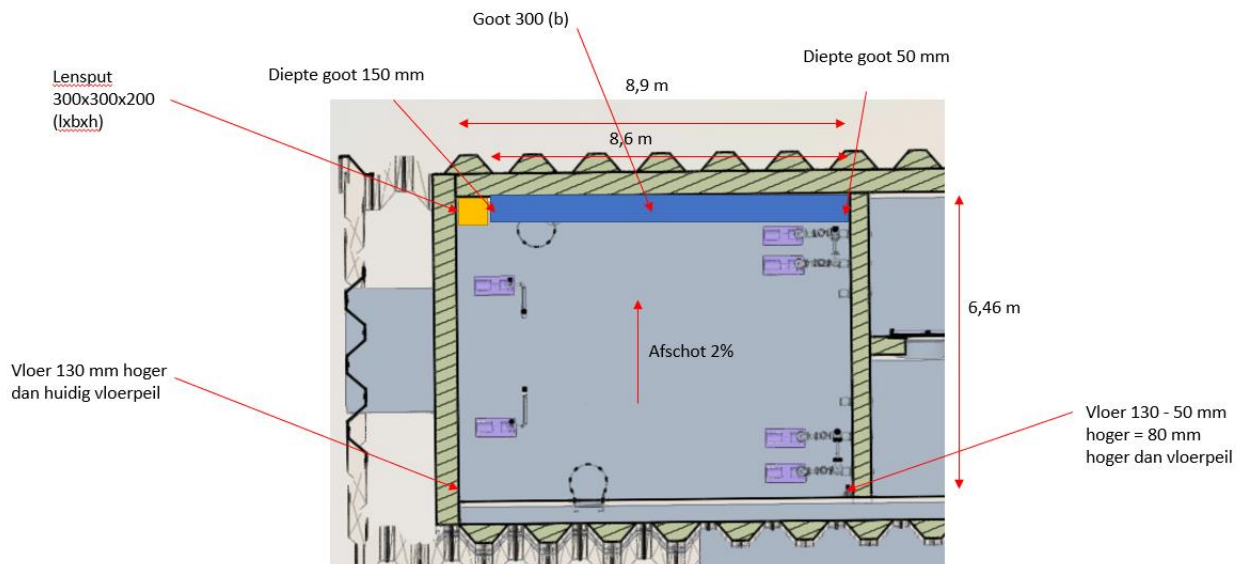 Goot 300 (b)
Lensput
300x300x200
(lxbxh)
Diepte goot 150 mm
Diepte goot 50 mm
8,9 m
8,6 m
6,46 m
Afschot 2%
Vloer 130 mm hoger
dan huidig vloerpeil
Vloer 130 - 50 mm
hoger = 80 mm
hoger dan vloerpeil